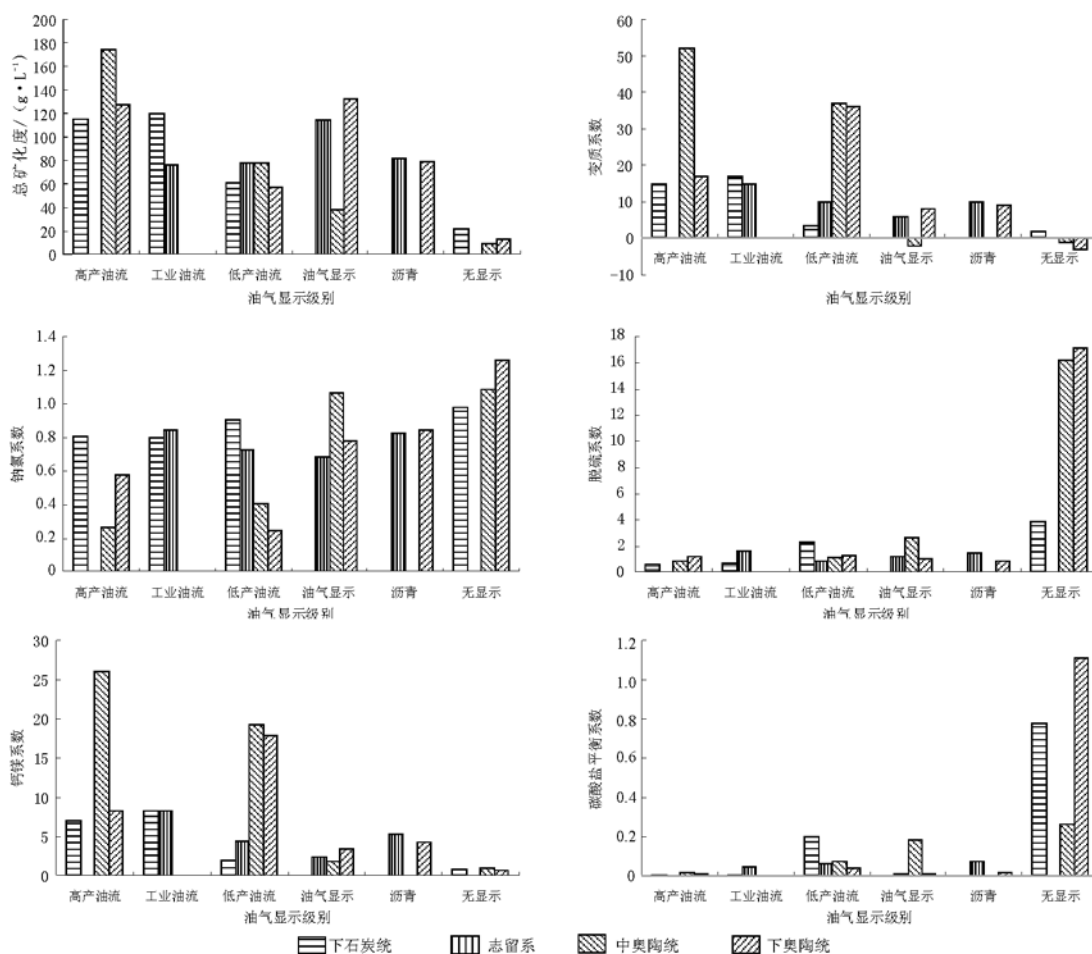 200
180
160
140
120
100
80
60
40
20
0
总矿化度/(g·L⁻¹)
高产油流 工业油流 低产油流 油气显示 沥青 无显示
油气显示级别
60
50
40
30
20
10
0
-10
变质系数
高产油流 工业油流 低产油流 油气显示 沥青 无显示
油气显示级别
1.4
1.2
1.0
0.8
0.6
0.4
0.2
0
钠氯系数
高产油流 工业油流 低产油流 油气显示 沥青 无显示
油气显示级别
18
16
14
12
10
8
6
4
2
0
脱硫系数
高产油流 工业油流 低产油流 油气显示 沥青 无显示
油气显示级别
30
25
20
15
10
5
0
钙镁系数
高产油流 工业油流 低产油流 油气显示 沥青 无显示
油气显示级别
1.2
1.0
0.8
0.6
0.4
0.2
0
碳酸盐平衡系数
高产油流 工业油流 低产油流 油气显示 沥青 无显示
油气显示级别
下石炭统 志留系 中奥陶统 下奥陶统